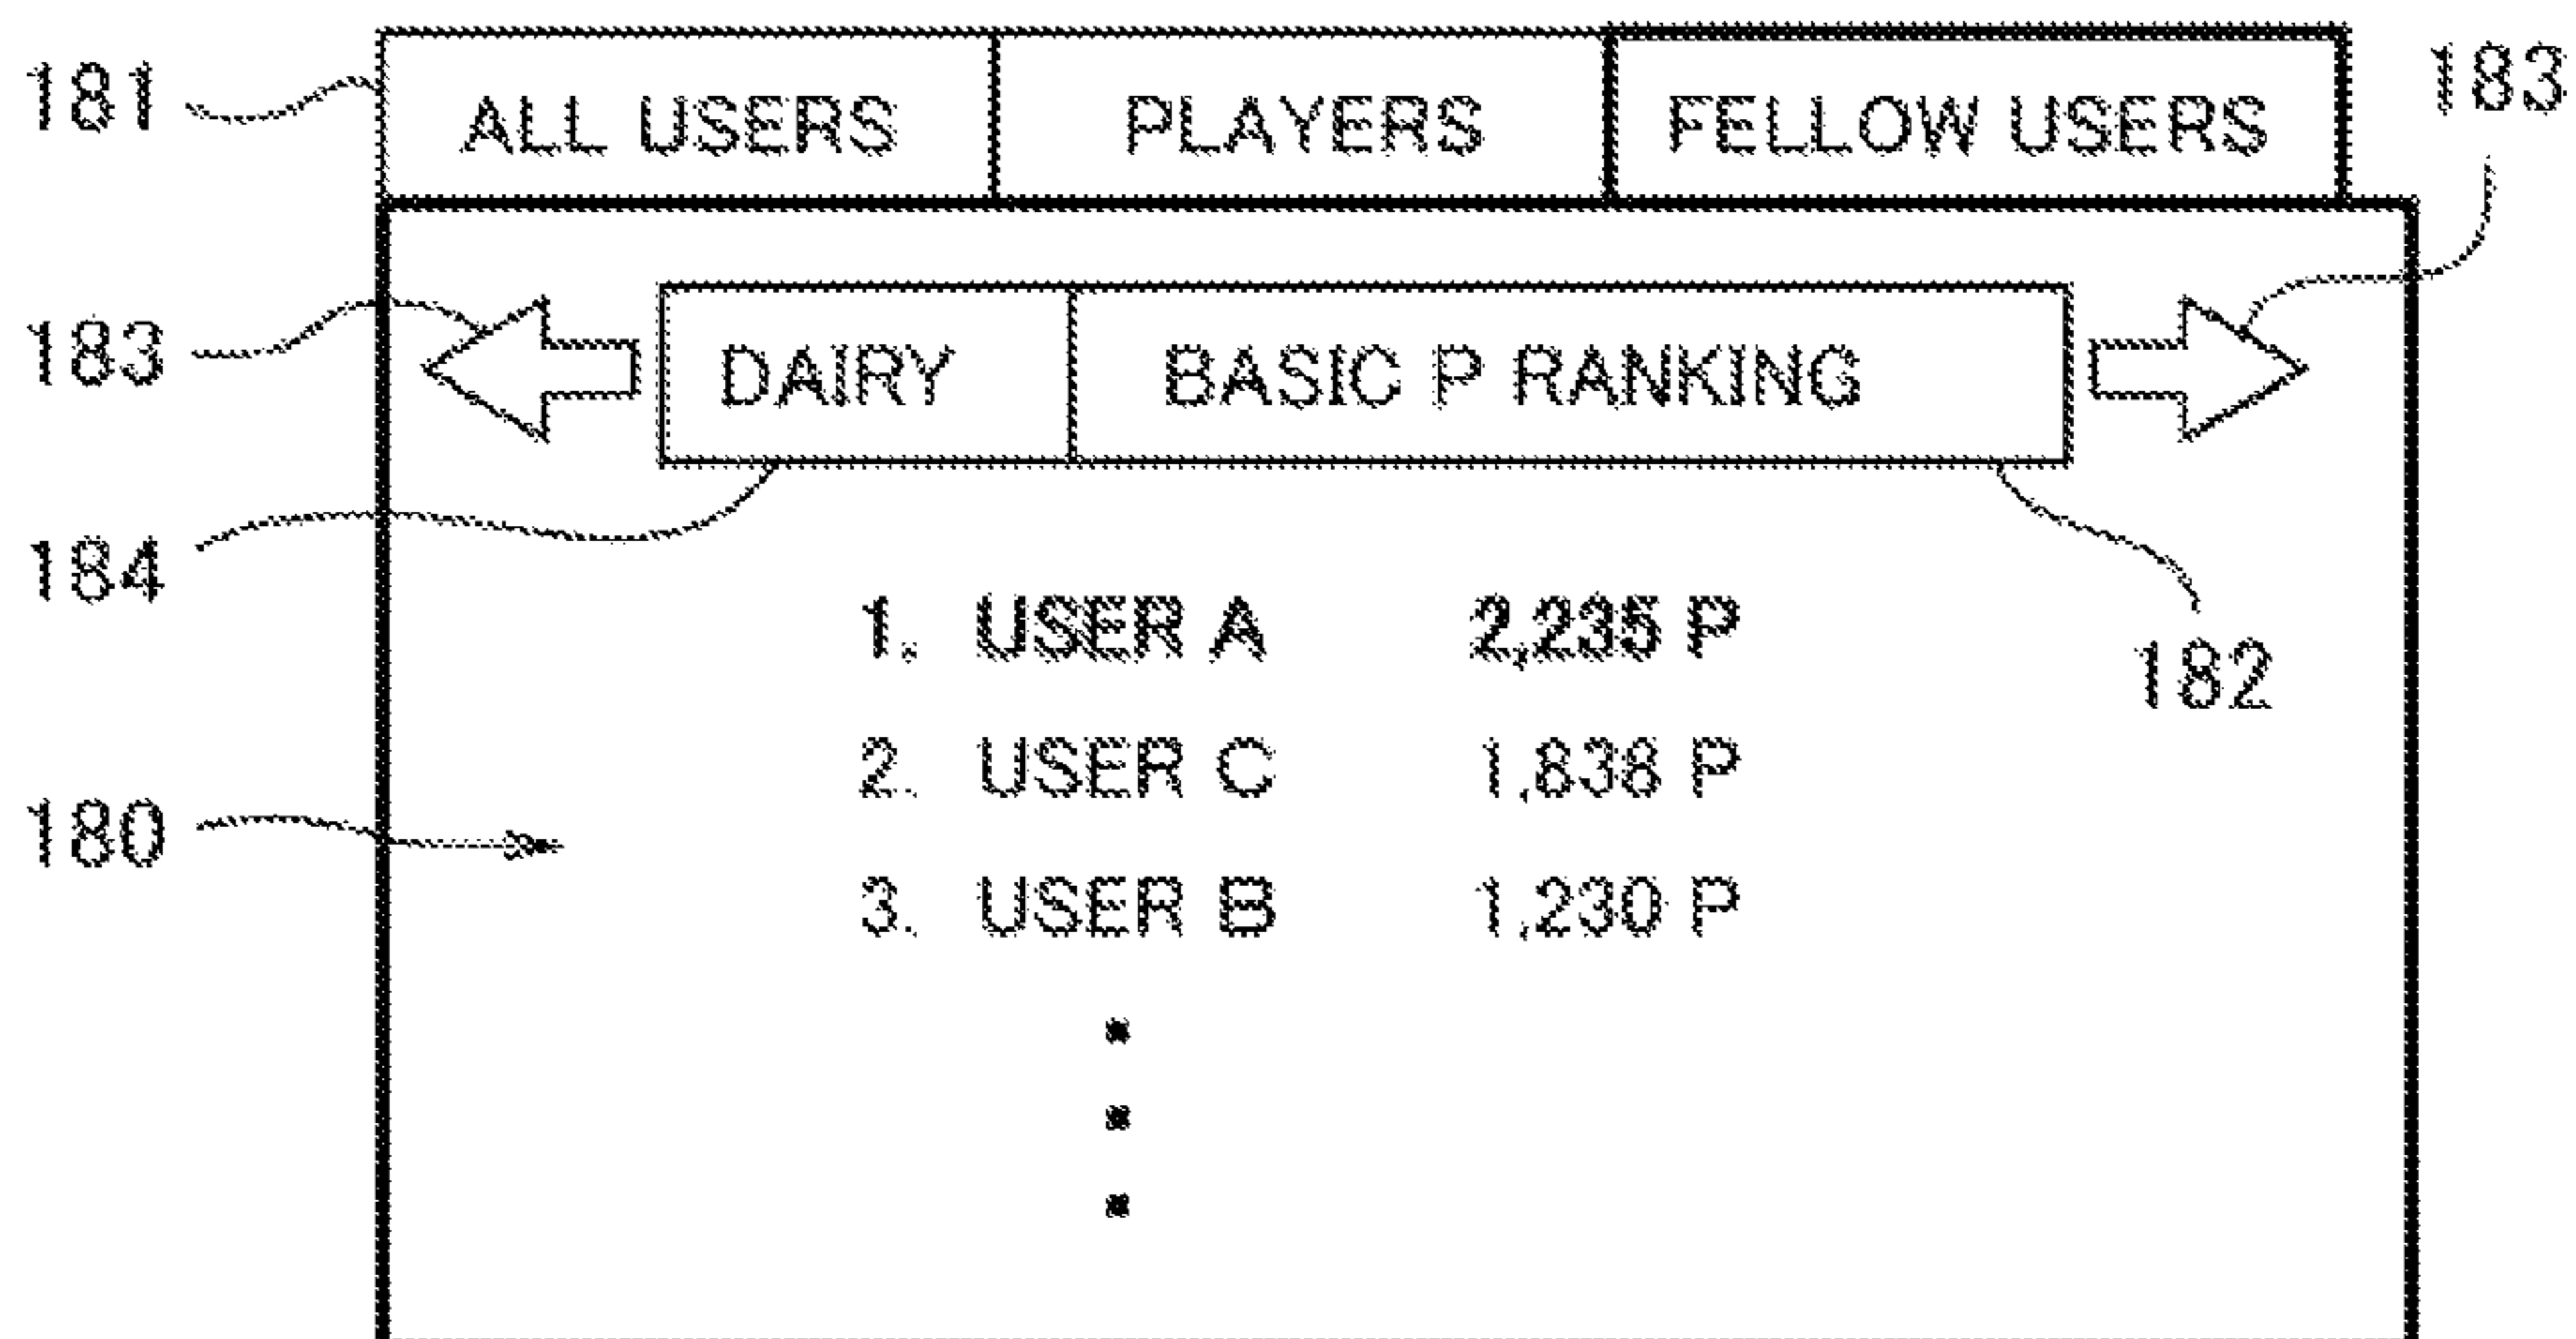 181 ALL USERS PLAYERS FELLOW USERS 183
183 DAIRY BASIC P RANKING
184
1. USER A 2,235 P
182
2. USER C 1,838 P
180
3. USER B 1,230 P